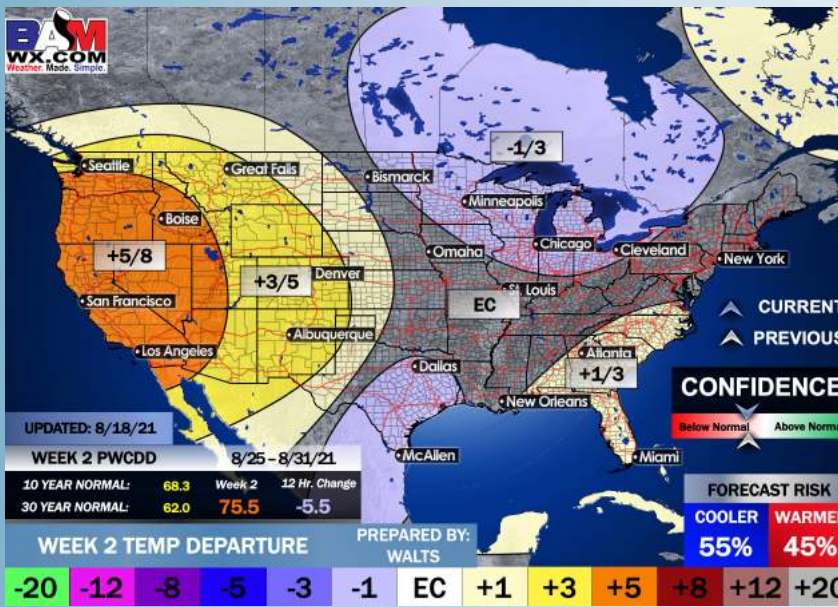 BAM
WX.COM
Weather. Made. Simple.
-1/3
Seattle
Great Falls
Bismarck
Minneapolis
Boise
+5/8
+3/5
Denver
Omaha
Chicago
Cleveland
New York
San Francisco
EC
St. Louis
CURRENT
PREVIOUS
Albuquerque
Los Angeles
Dallas
Atlanta
+1/3
New Orleans
McAllen
Miami
CONFIDENCE
Below Normal Above Norma
UPDATED: 8/18/21
WEEK 2 PWCDD 8/25 - 8/31/21
10 YEAR NORMAL: 68.3 Week 2 12 Hr. Change
30 YEAR NORMAL: 62.0 75.5 -5.5
FORECAST RISK
COOLER WARMER
55% 45%
WEEK 2 TEMP DEPARTURE
PREPARED BY:
WALTS
-20 -12 -8 -5 -3 -1 EC +1 +3 +5 +8 +12 +20